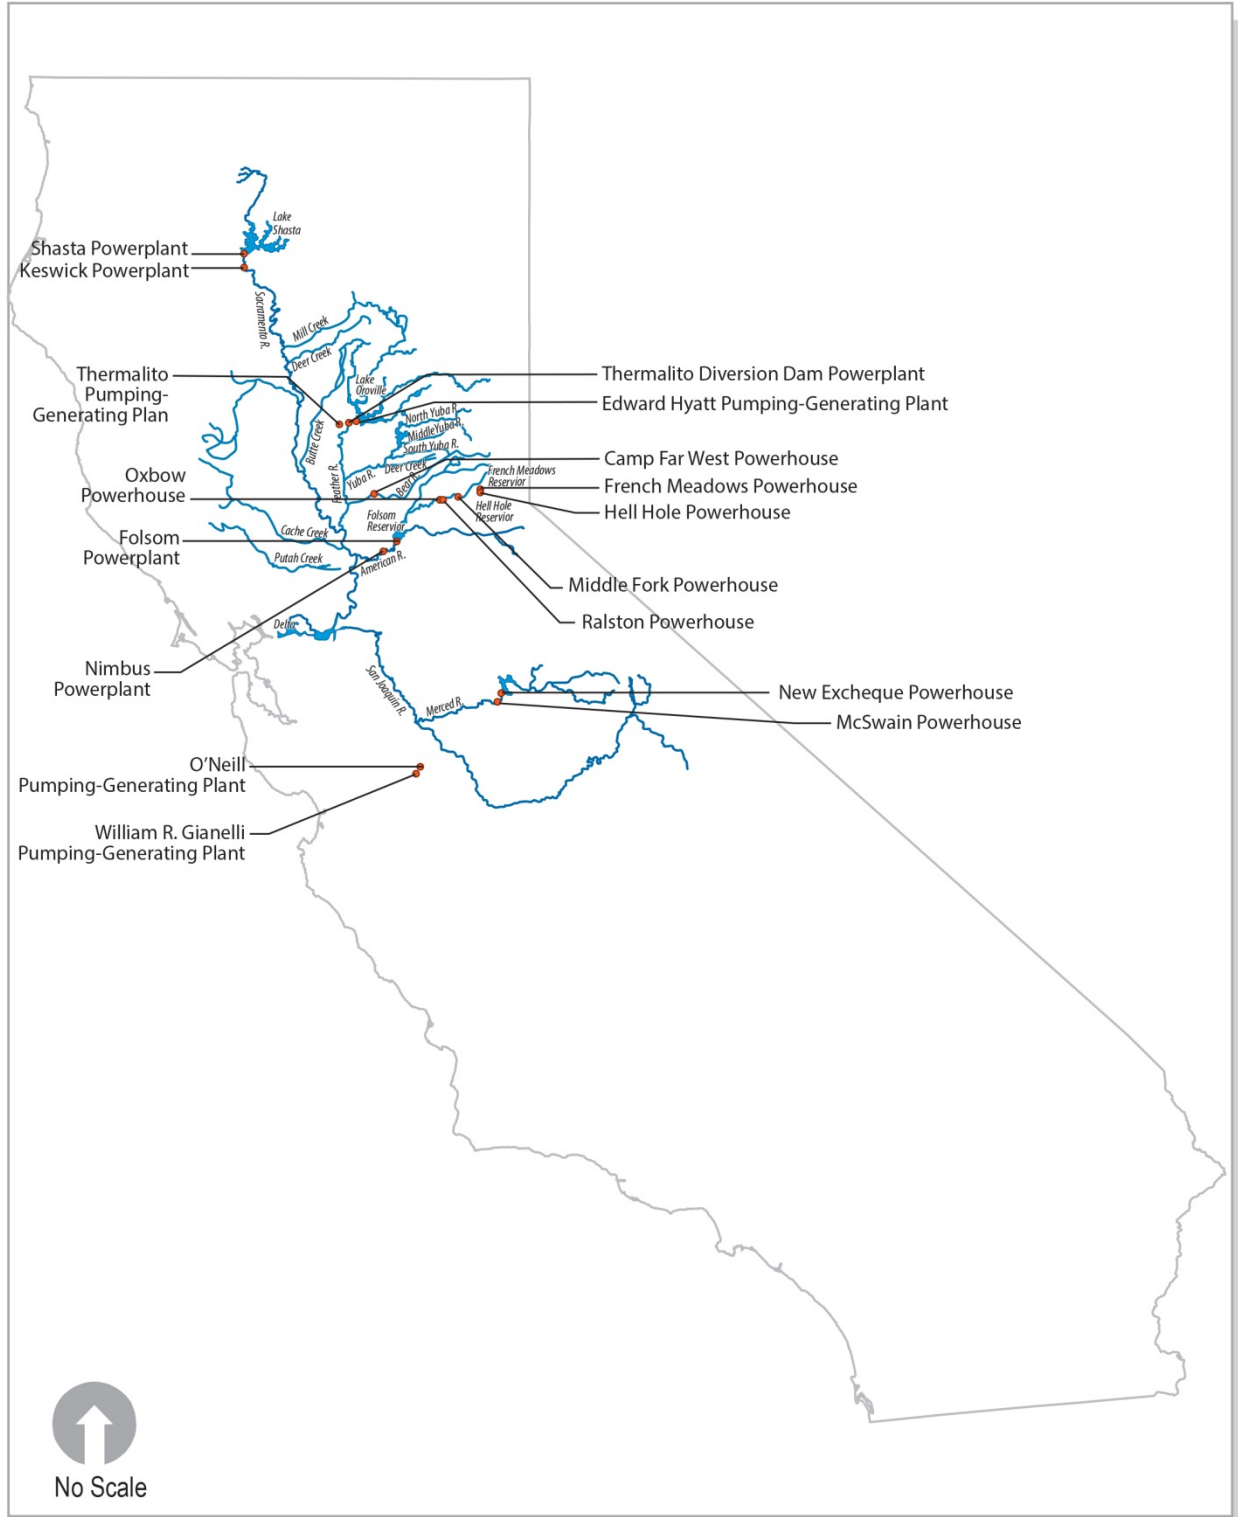 Lake
Shasta
Shasta Powerplant
Keswick Powerplant
Sacramento R.
Mill Creek
Deer Creek
Thermalito
Pumping-
Generating Plan
Lake
Oroville
Thermalito Diversion Dam Powerplant
Edward Hyatt Pumping-Generating Plant
North Yuba R.
Middle Yuba R.
South Yuba R.
Butte Creek
Feather R.
Yuba R.
Deer Creek
Bear R.
Camp Far West Powerhouse
French Meadows
Reservior
French Meadows Powerhouse
Hell Hole Powerhouse
Oxbow
Powerhouse
Hell Hole
Reservior
Folsom
Reservior
Cache Creek
Folsom
Powerplant
Putah Creek
American R.
Middle Fork Powerhouse
Ralston Powerhouse
Delta
Nimbus
Powerplant
San Joaquin R.
Merced R.
New Excheque Powerhouse
McSwain Powerhouse
O'Neill
Pumping-Generating Plant
William R. Gianelli
Pumping-Generating Plant
No Scale